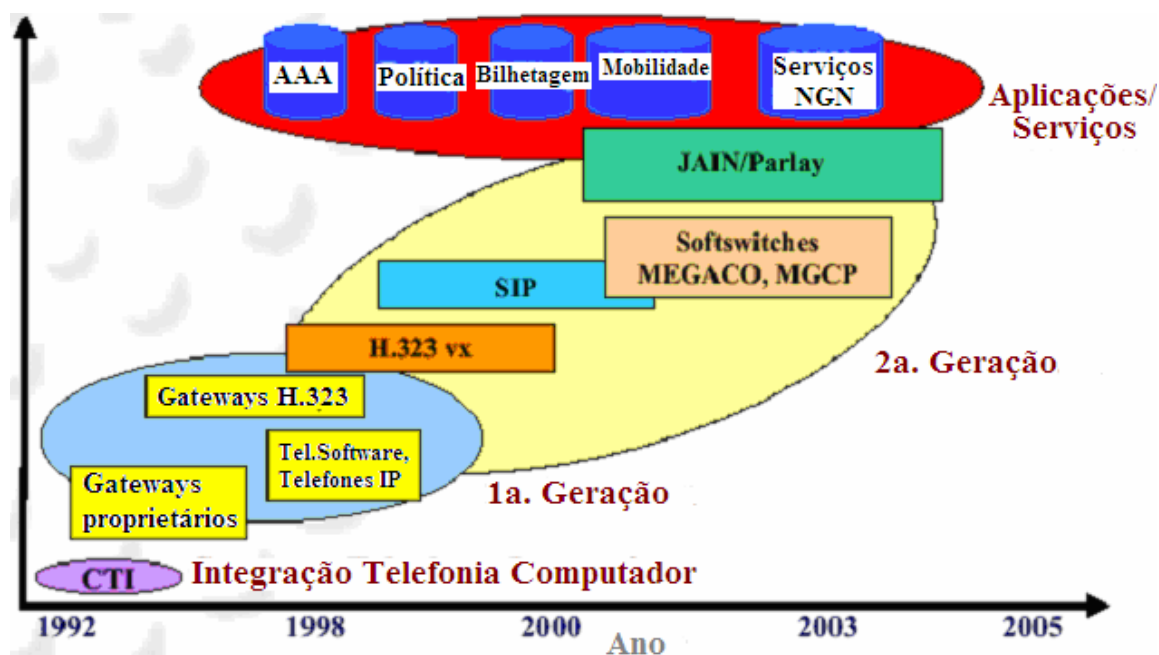 AAA
Política
Bilhetagem
Mobilidade
Serviços
NGN
Aplicações/
Serviços
JAIN/Parlay
Softswitches
MEGACO, MGCP
SIP
H.323 vx
2a. Geração
Gateways H.323
Tel.Software,
Telefones IP
Gateways
proprietários
1a. Geração
CTI
Integração Telefonia Computador
1992
1998
2000
2003
2005
Ano